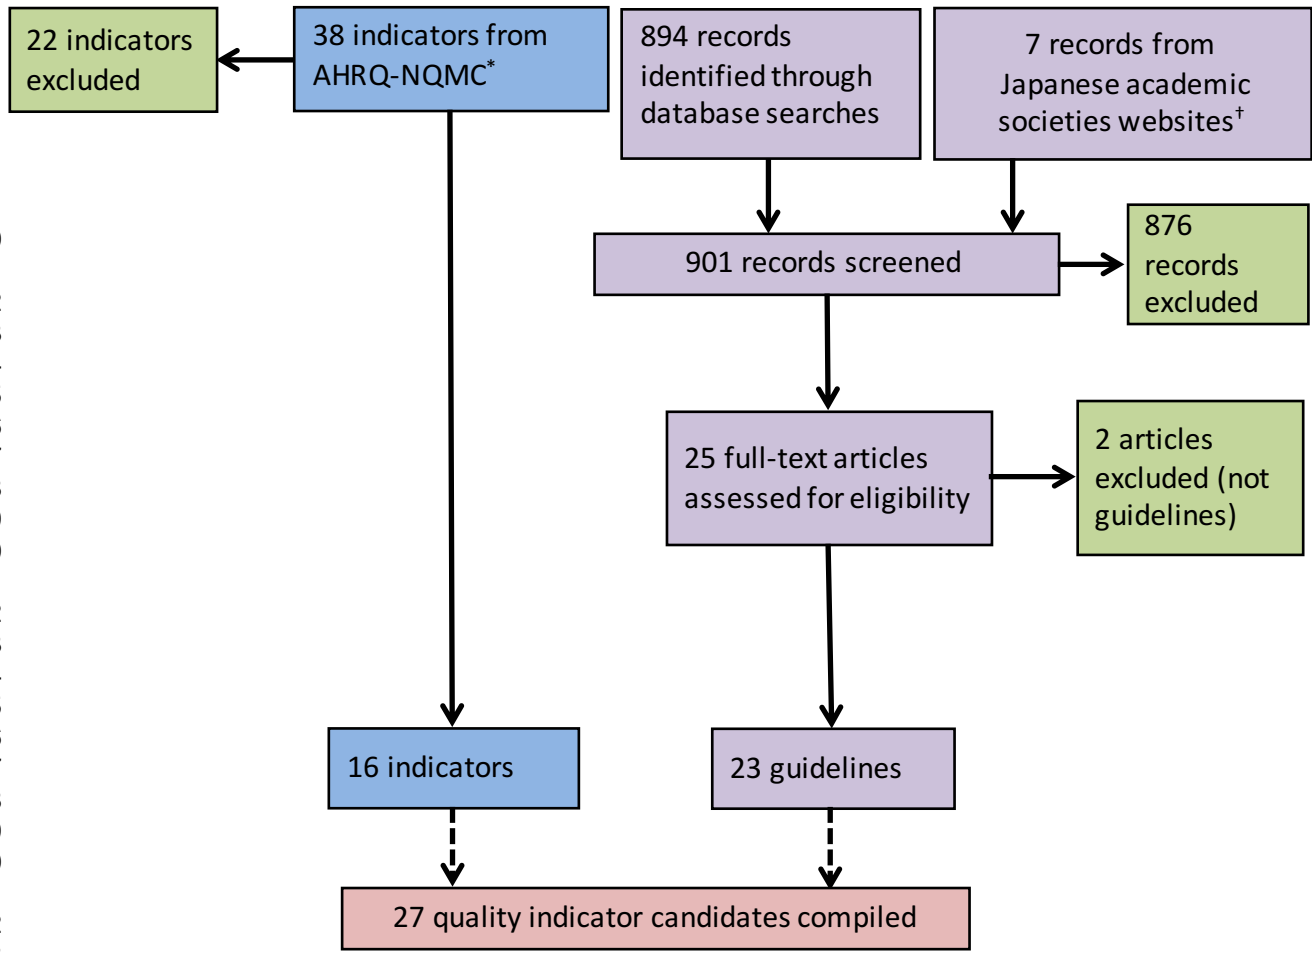 22 indicators
excluded
38 indicators from
AHRQ-NQMC*
894 records
identified through
database searches
7 records from
Japanese academic
societies websites†
901 records screened
876
records
excluded
25 full-text articles
assessed for eligibility
2 articles
excluded (not
guidelines)
16 indicators
23 guidelines
27 quality indicator candidates compiled